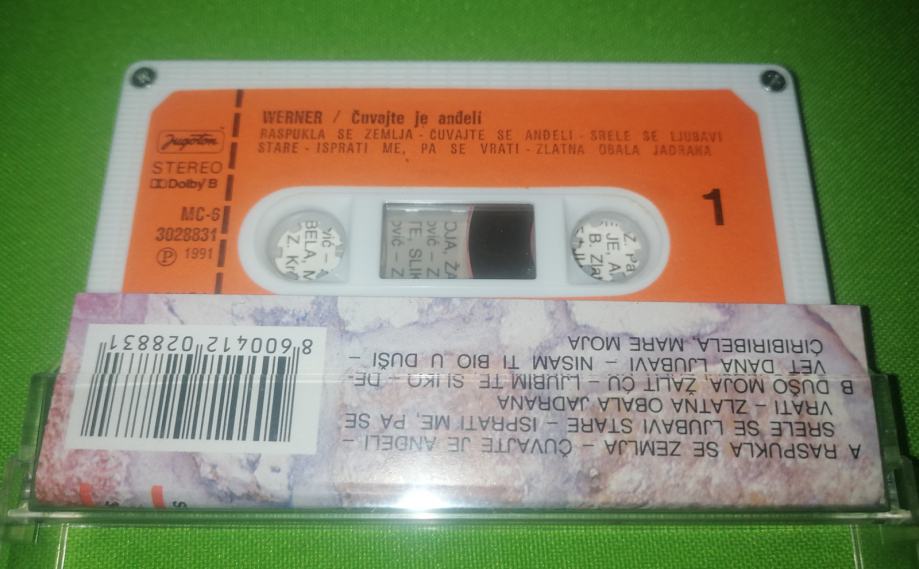 WERNER / Čuvajte je anđeli
RASPUKLA SE ZEMLJA - ČUVAJTE SE ANĐELI - SRELE SE LJUBAVI
STARE - ISPRATI ME, PA SE VRATI - ZLATNA OBALA JADRANA
Jugoton
STEREO
Dolby B
MC-6
3028831
P 1991
1
A RASPUKLA SE ZEMLJA – ČUVAJTE JE ANĐELI –
SRELE SE LJUBAVI STARE – ISPRATI ME, PA SE
VRATI – ZLATNA OBALA JADRANA
B DUŠO MOJA, ŽALIT ĆU – LJUBIM TE SLIKO – DE-
VET DANA LJUBAVI – NISAM TI BIO U DUŠI –
ĆIRIBIRIBELA, MARE MOJA
8 600412 028831